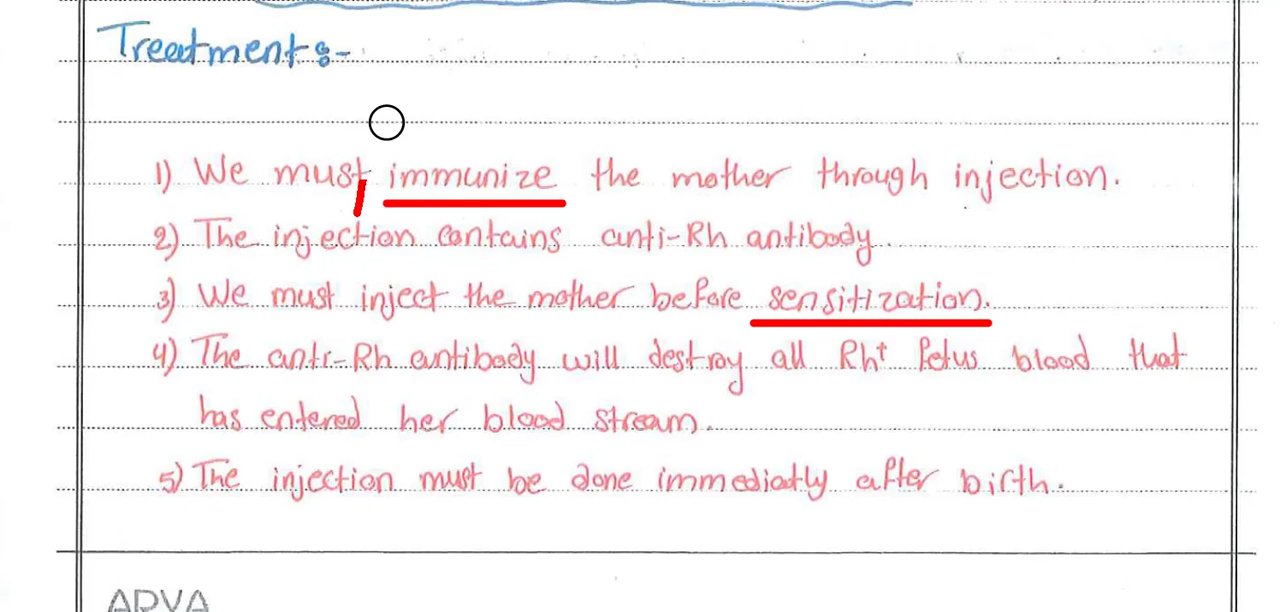 Treatment:-
1) We must immunize the mother through injection.
2) The injection contains anti-Rh antibody.
3) We must inject the mother before sensitization.
4) The anti-Rh antibody will destroy all Rh+ fetus blood that
has entered her blood stream.
5) The injection must be done immediatly after birth.
ARVA